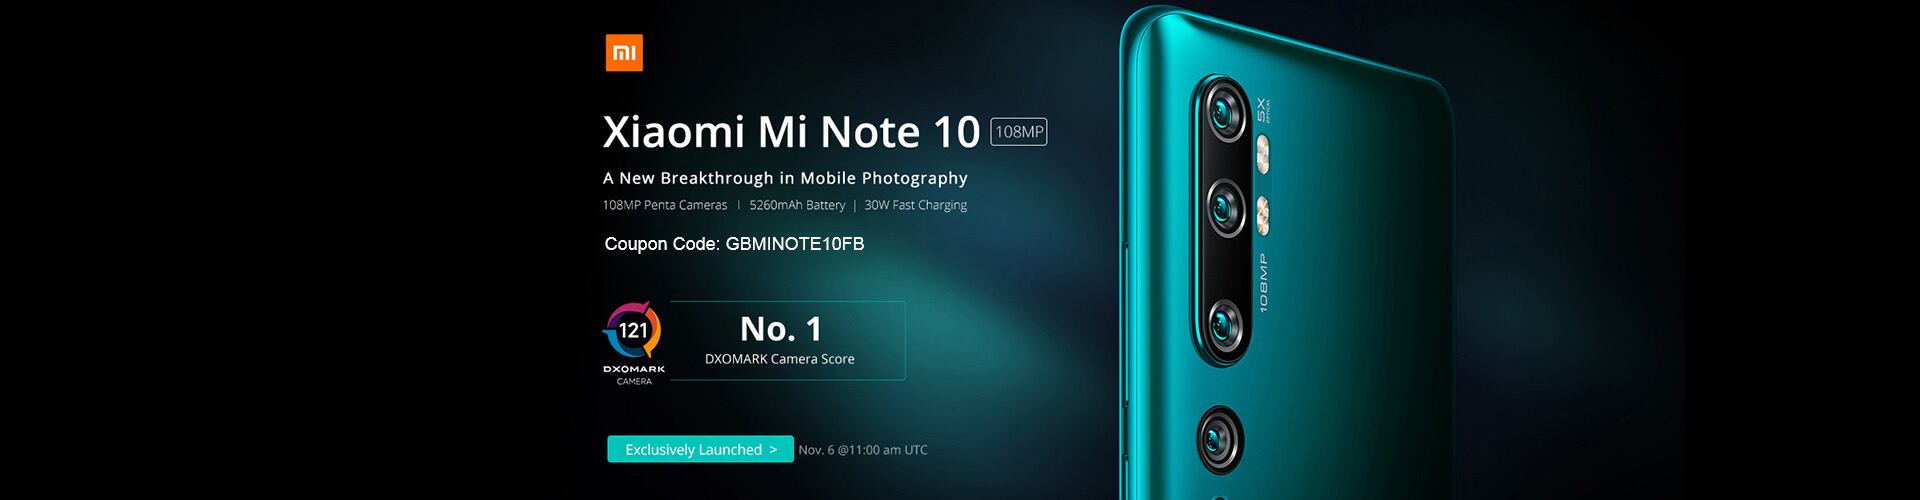 mi
Xiaomi Mi Note 10 108MP
A New Breakthrough in Mobile Photography
108MP Penta Cameras | 5260mAh Battery | 30W Fast Charging
Coupon Code: GBMINOTE10FB
121
DXOMARK
CAMERA
No. 1
DXOMARK Camera Score
Exclusively Launched > Nov. 6 @11:00 am UTC
5X
OPTICAL
108MP